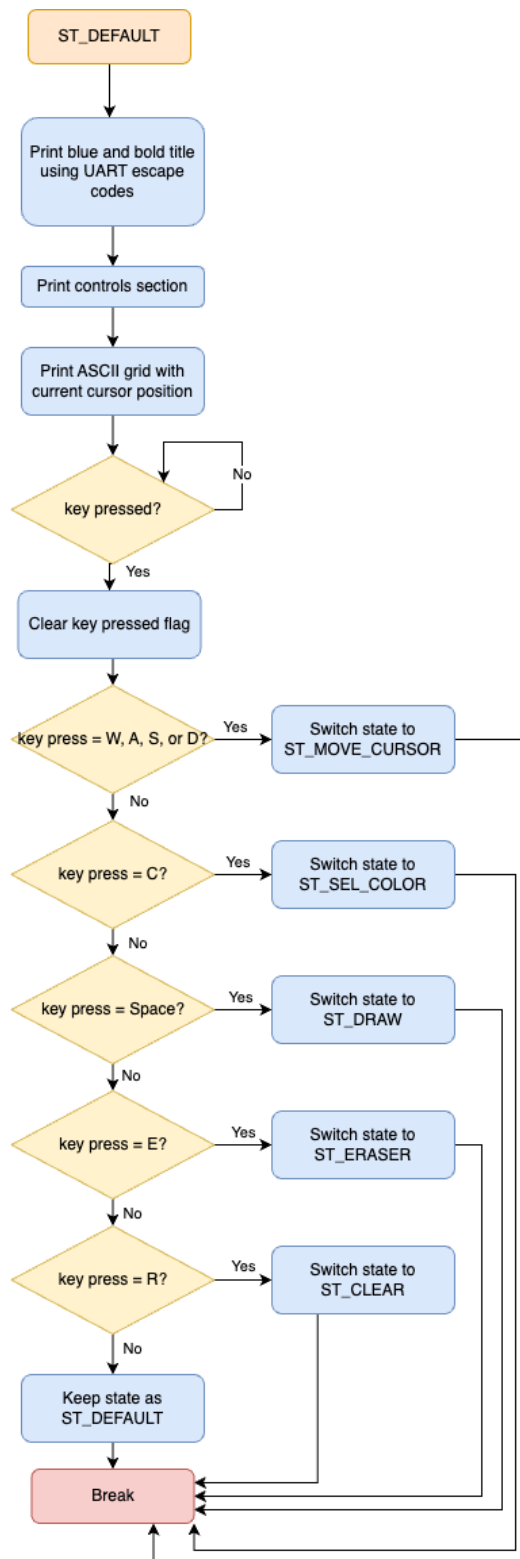 ST_DEFAULT
Print blue and bold title
using UART escape
codes
Print controls section
Print ASCII grid with
current cursor position
No
key pressed?
Yes
Clear key pressed flag
key press = W, A, S, or D?
Yes
Switch state to
ST_MOVE_CURSOR
No
key press = C?
Yes
Switch state to
ST_SEL_COLOR
No
key press = Space?
Yes
Switch state to
ST_DRAW
No
key press = E?
Yes
Switch state to
ST_ERASER
No
key press = R?
Yes
Switch state to
ST_CLEAR
No
Keep state as
ST_DEFAULT
Break